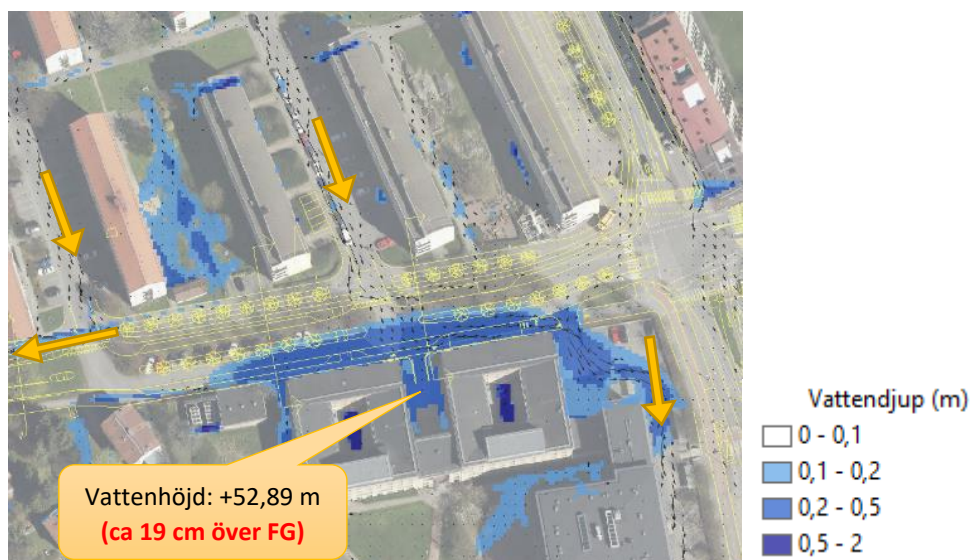 Vattenhöjd: +52,89 m
(ca 19 cm över FG)
Vattendjup (m)
0 - 0,1
0,1 - 0,2
0,2 - 0,5
0,5 - 2